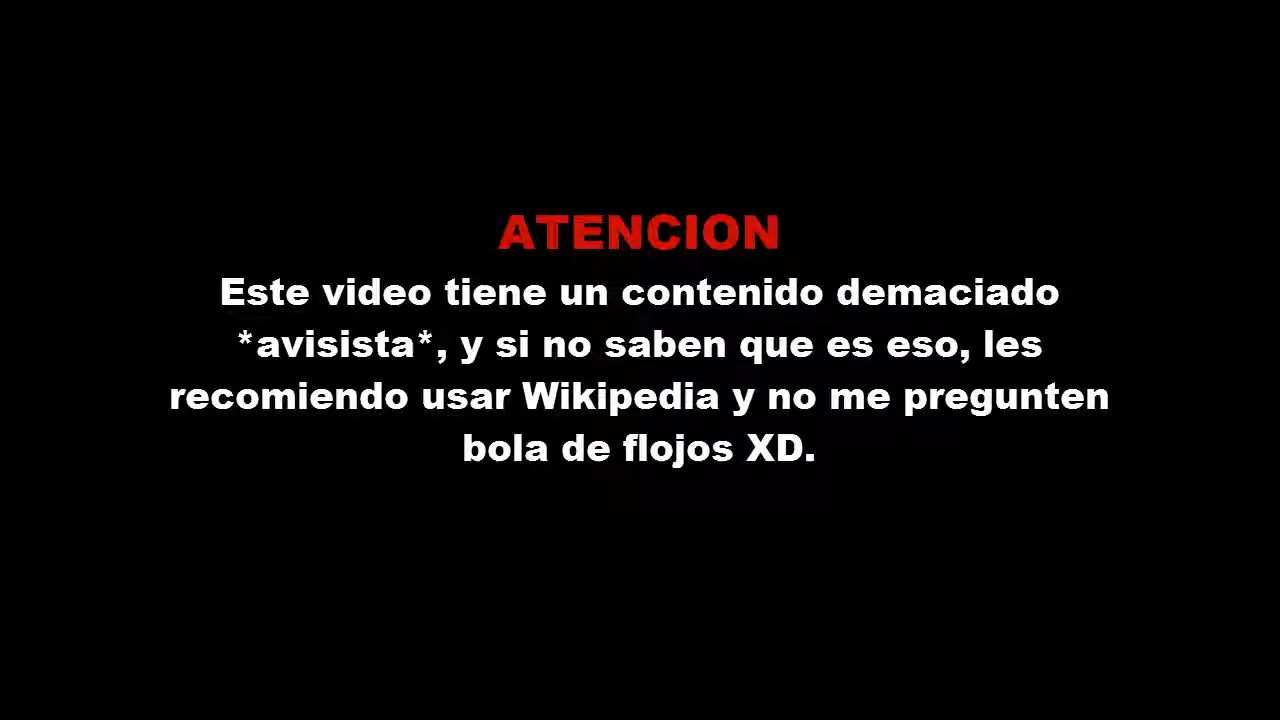 ATENCION
Este video tiene un contenido demaciado
*avisista*, y si no saben que es eso, les
recomiendo usar Wikipedia y no me pregunten
bola de flojos XD.